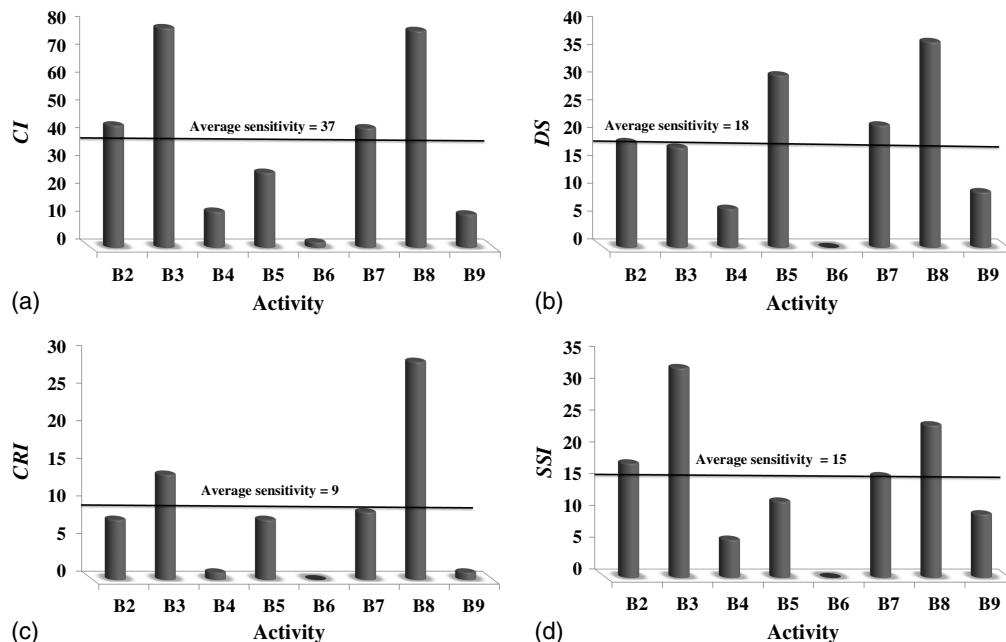 80
70
60
50
40
30
20
10
0
CI
Average sensitivity = 37
B2 B3 B4 B5 B6 B7 B8 B9
Activity
(a)
40
35
30
25
20
15
10
5
0
DS
Average sensitivity = 18
B2 B3 B4 B5 B6 B7 B8 B9
Activity
(b)
30
25
20
15
10
5
0
CRI
Average sensitivity = 9
B2 B3 B4 B5 B6 B7 B8 B9
Activity
(c)
35
30
25
20
15
10
5
0
SSI
Average sensitivity = 15
B2 B3 B4 B5 B6 B7 B8 B9
Activity
(d)